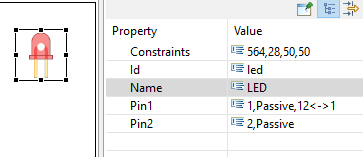 Property Value
Constraints 564,28,50,50
Id led
Name LED
Pin1 1,Passive,12<->1
Pin2 2,Passive